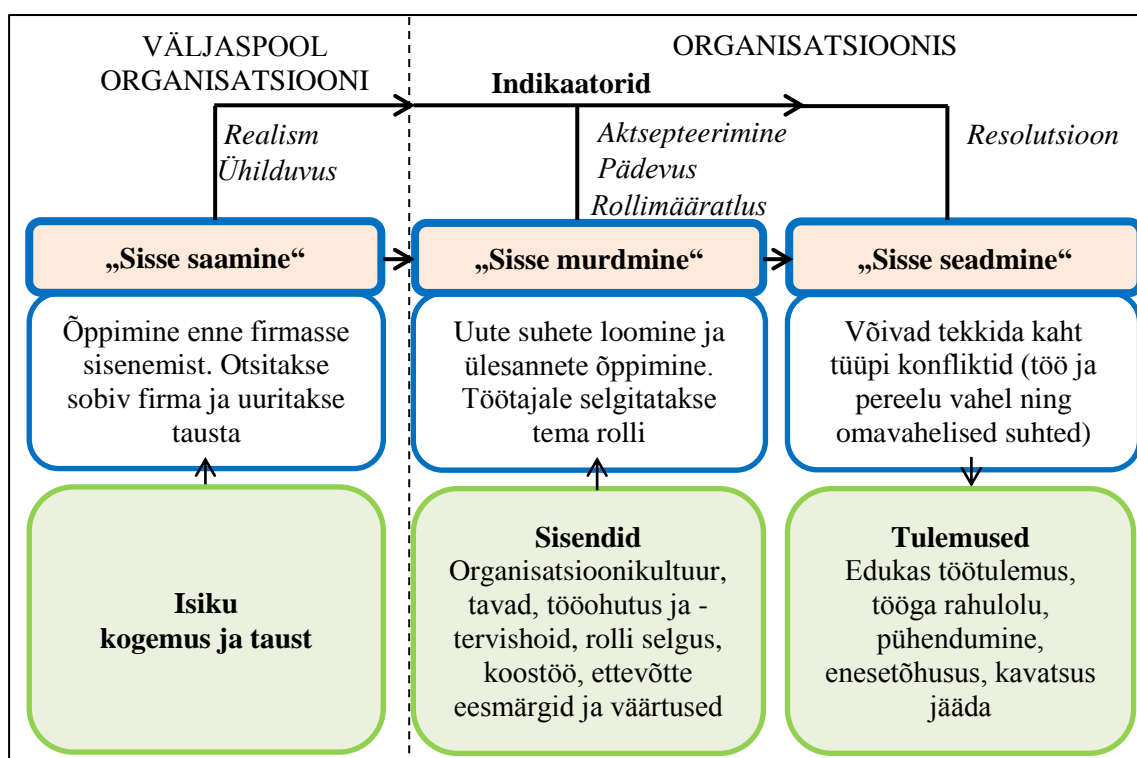 VÄLJASPOOL
ORGANISATSIOONI
ORGANISATSIOONIS
Indikaatorid
Realism
Ühilduvus
Aktsepteerimine
Pädevus
Rollimääratlus
Resolutsioon
„Sisse saamine“
„Sisse murdmine“
„Sisse seadmine“
Õppimine enne firmasse
sisenemist. Otsitakse
sobiv firma ja uuritakse
tausta
Uute suhete loomine ja
ülesannete õppimine.
Töötajale selgitatakse
tema rolli
Võivad tekkida kaht
tüüpi konfliktid (töö ja
pereelu vahel ning
omavahelised suhted)
Isiku
kogemus ja taust
Sisendid
Organisatsioonikultuur,
tavad, tööohutus ja -
tervishoid, rolli selgus,
koostöö, ettevõtte
eesmärgid ja väärtused
Tulemused
Edukas töötulemus,
tööga rahulolu,
pühendumine,
enesetõhusus, kavatsus
jääda